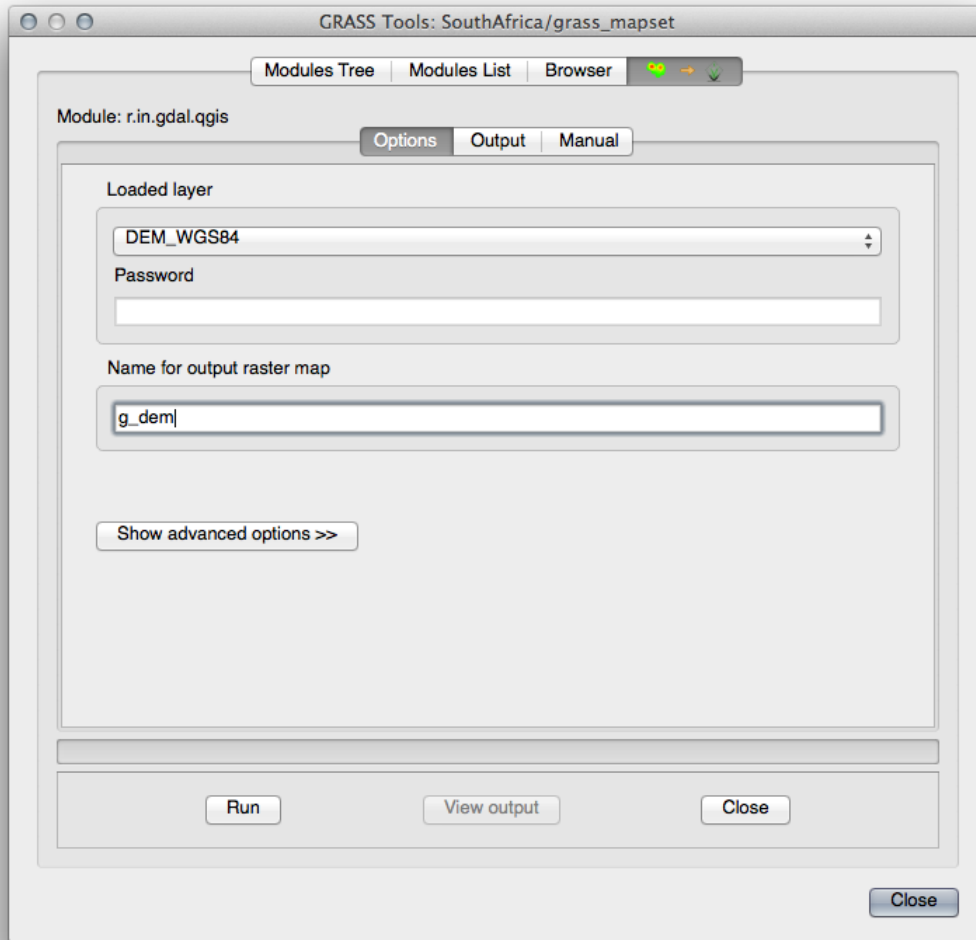 GRASS Tools: SouthAfrica/grass_mapset
Modules Tree Modules List Browser
Module: r.in.gdal.qgis
Options Output Manual
Loaded layer
DEM_WGS84
Password
Name for output raster map
g_dem
Show advanced options >>
Run View output Close
Close